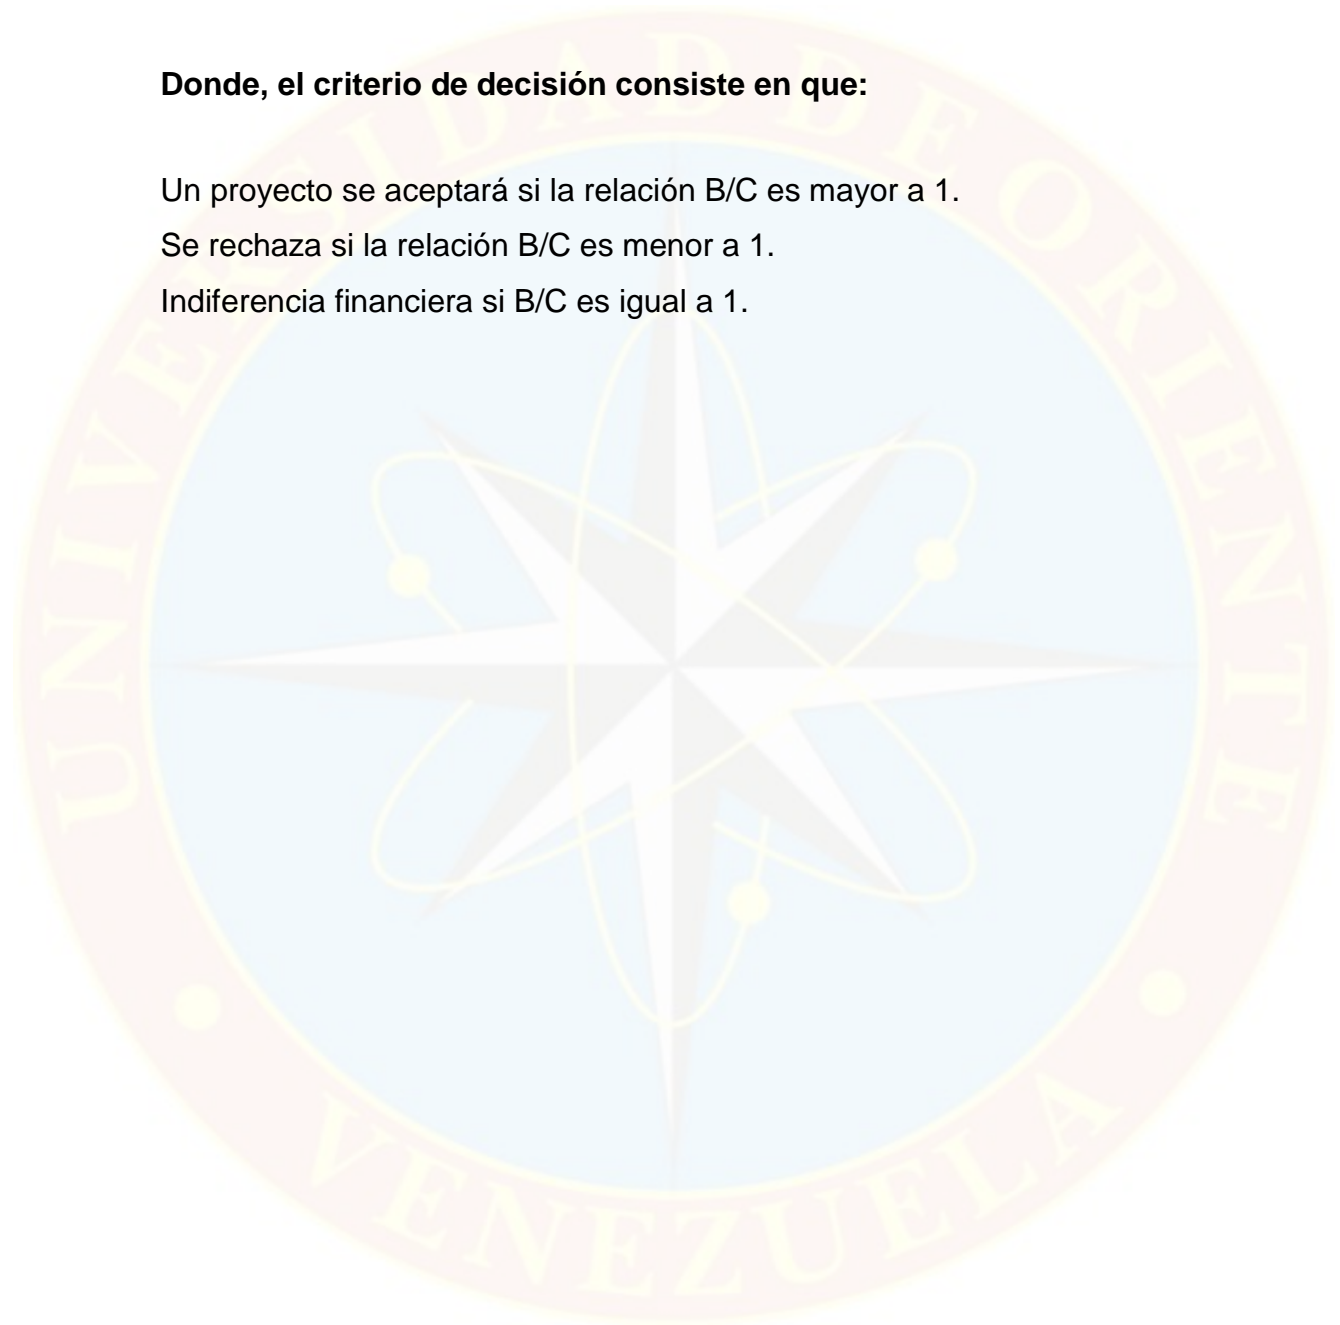 Donde, el criterio de decisión consiste en que:
Un proyecto se aceptará si la relación B/C es mayor a 1.
Se rechaza si la relación B/C es menor a 1.
Indiferencia financiera si B/C es igual a 1.
UNIVERSIDAD DE ORIENTE
VENEZUELA